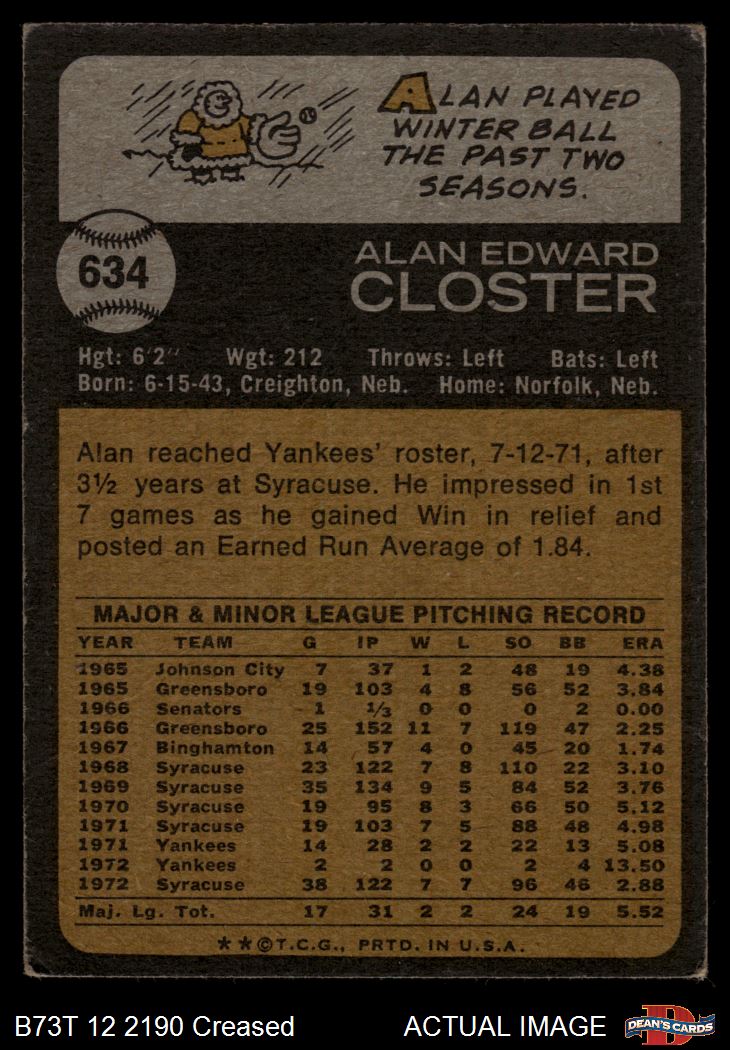 ALAN PLAYED
WINTER BALL
THE PAST TWO
SEASONS.
634
ALAN EDWARD
CLOSTER
Hgt: 6'2" Wgt: 212 Throws: Left Bats: Left
Born: 6-15-43, Creighton, Neb. Home: Norfolk, Neb.
Alan reached Yankees' roster, 7-12-71, after
3½ years at Syracuse. He impressed in 1st
7 games as he gained Win in relief and
posted an Earned Run Average of 1.84.
MAJOR & MINOR LEAGUE PITCHING RECORD
YEAR TEAM G IP W L SO BB ERA
1965 Johnson City 7 37 1 2 48 19 4.38
1965 Greensboro 19 103 4 8 56 52 3.84
1966 Senators 1 1/3 0 0 0 2 0.00
1966 Greensboro 25 152 11 7 119 47 2.25
1967 Binghamton 14 57 4 0 45 20 1.74
1968 Syracuse 23 122 7 8 110 22 3.10
1969 Syracuse 35 134 9 5 84 52 3.76
1970 Syracuse 19 95 8 3 66 50 5.12
1971 Syracuse 19 103 7 5 88 48 4.98
1971 Yankees 14 28 2 2 22 13 5.08
1972 Yankees 2 2 0 0 2 4 13.50
1972 Syracuse 38 122 7 7 96 46 2.88
Maj. Lg. Tot. 17 31 2 2 24 19 5.52
★★©T.C.G., PRTD. IN U.S.A.
B73T 12 2190 Creased ACTUAL IMAGE DEAN'S CARDS